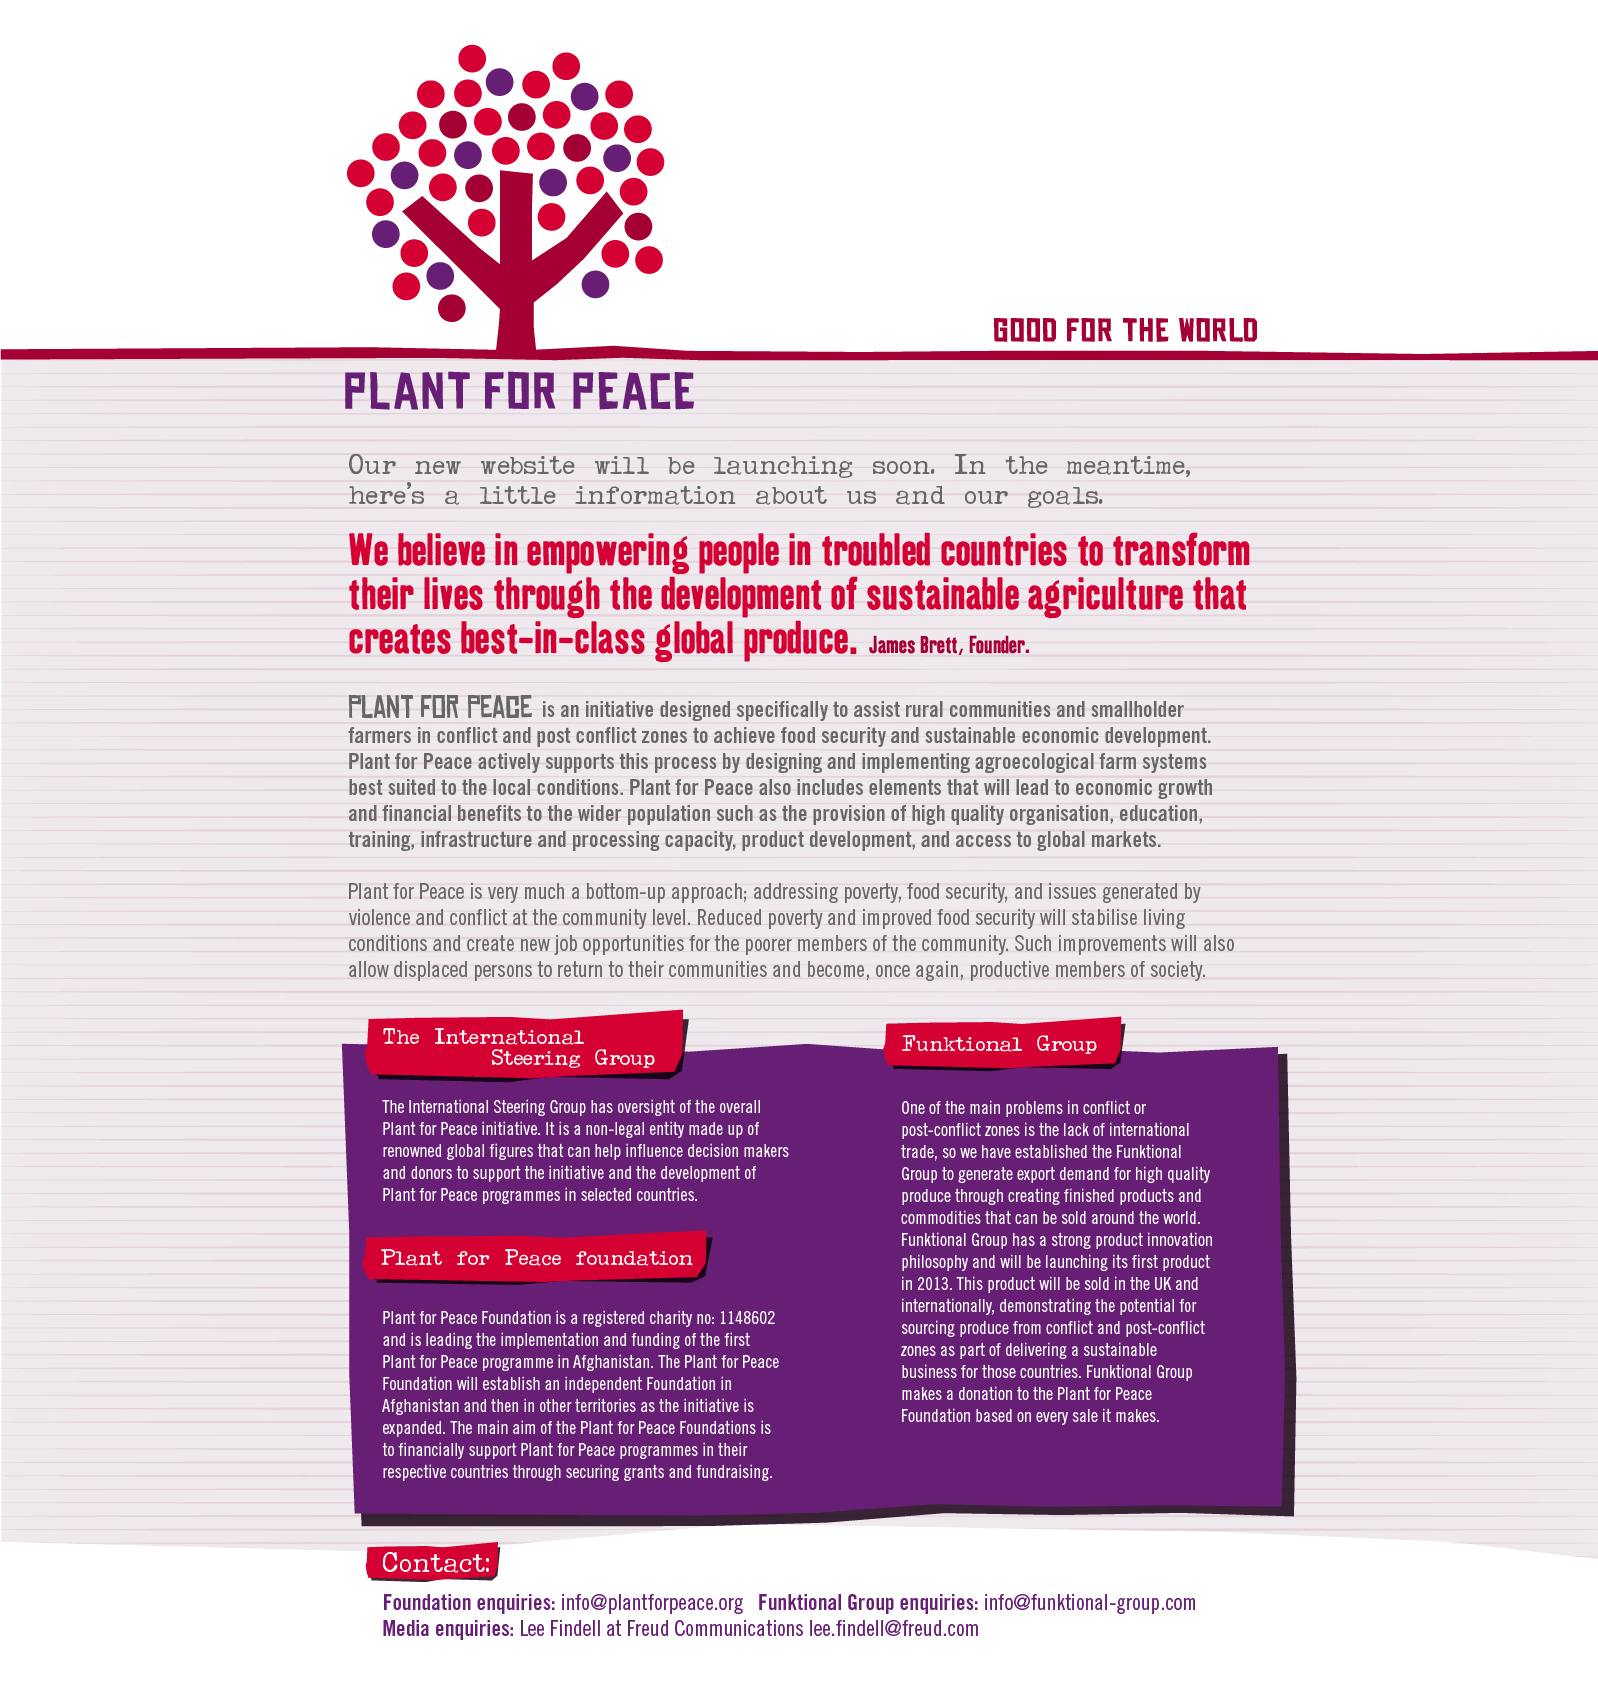 GOOD FOR THE WORLD
PLANT FOR PEACE
Our new website will be launching soon. In the meantime,
here's a little information about us and our goals.
We believe in empowering people in troubled countries to transform
their lives through the development of sustainable agriculture that
creates best-in-class global produce. James Brett, Founder.
PLANT FOR PEACE is an initiative designed specifically to assist rural communities and smallholder
farmers in conflict and post conflict zones to achieve food security and sustainable economic development.
Plant for Peace actively supports this process by designing and implementing agroecological farm systems
best suited to the local conditions. Plant for Peace also includes elements that will lead to economic growth
and financial benefits to the wider population such as the provision of high quality organisation, education,
training, infrastructure and processing capacity, product development, and access to global markets.
Plant for Peace is very much a bottom-up approach; addressing poverty, food security, and issues generated by
violence and conflict at the community level. Reduced poverty and improved food security will stabilise living
conditions and create new job opportunities for the poorer members of the community. Such improvements will also
allow displaced persons to return to their communities and become, once again, productive members of society.
The International
Steering Group
The International Steering Group has oversight of the overall
Plant for Peace initiative. It is a non-legal entity made up of
renowned global figures that can help influence decision makers
and donors to support the initiative and the development of
Plant for Peace programmes in selected countries.
Plant for Peace foundation
Plant for Peace Foundation is a registered charity no: 1148602
and is leading the implementation and funding of the first
Plant for Peace programme in Afghanistan. The Plant for Peace
Foundation will establish an independent Foundation in
Afghanistan and then in other territories as the initiative is
expanded. The main aim of the Plant for Peace Foundations is
to financially support Plant for Peace programmes in their
respective countries through securing grants and fundraising.
Funktional Group
One of the main problems in conflict or
post-conflict zones is the lack of international
trade, so we have established the Funktional
Group to generate export demand for high quality
produce through creating finished products and
commodities that can be sold around the world.
Funktional Group has a strong product innovation
philosophy and will be launching its first product
in 2013. This product will be sold in the UK and
internationally, demonstrating the potential for
sourcing produce from conflict and post-conflict
zones as part of delivering a sustainable
business for those countries. Funktional Group
makes a donation to the Plant for Peace
Foundation based on every sale it makes.
Contact:
Foundation enquiries: info@plantforpeace.org Funktional Group enquiries: info@funktional-group.com
Media enquiries: Lee Findell at Freud Communications lee.findell@freud.com